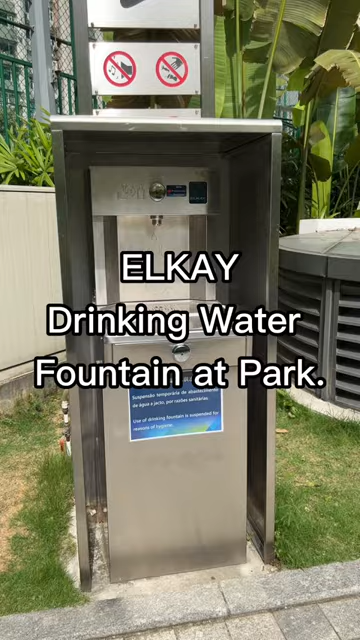 ELKAY
Drinking Water
Fountain at Park.
Suspensão temporária de abastecimento
de água a jacto, por razões sanitárias.
Use of drinking fountain is suspended for
reasons of hygiene.